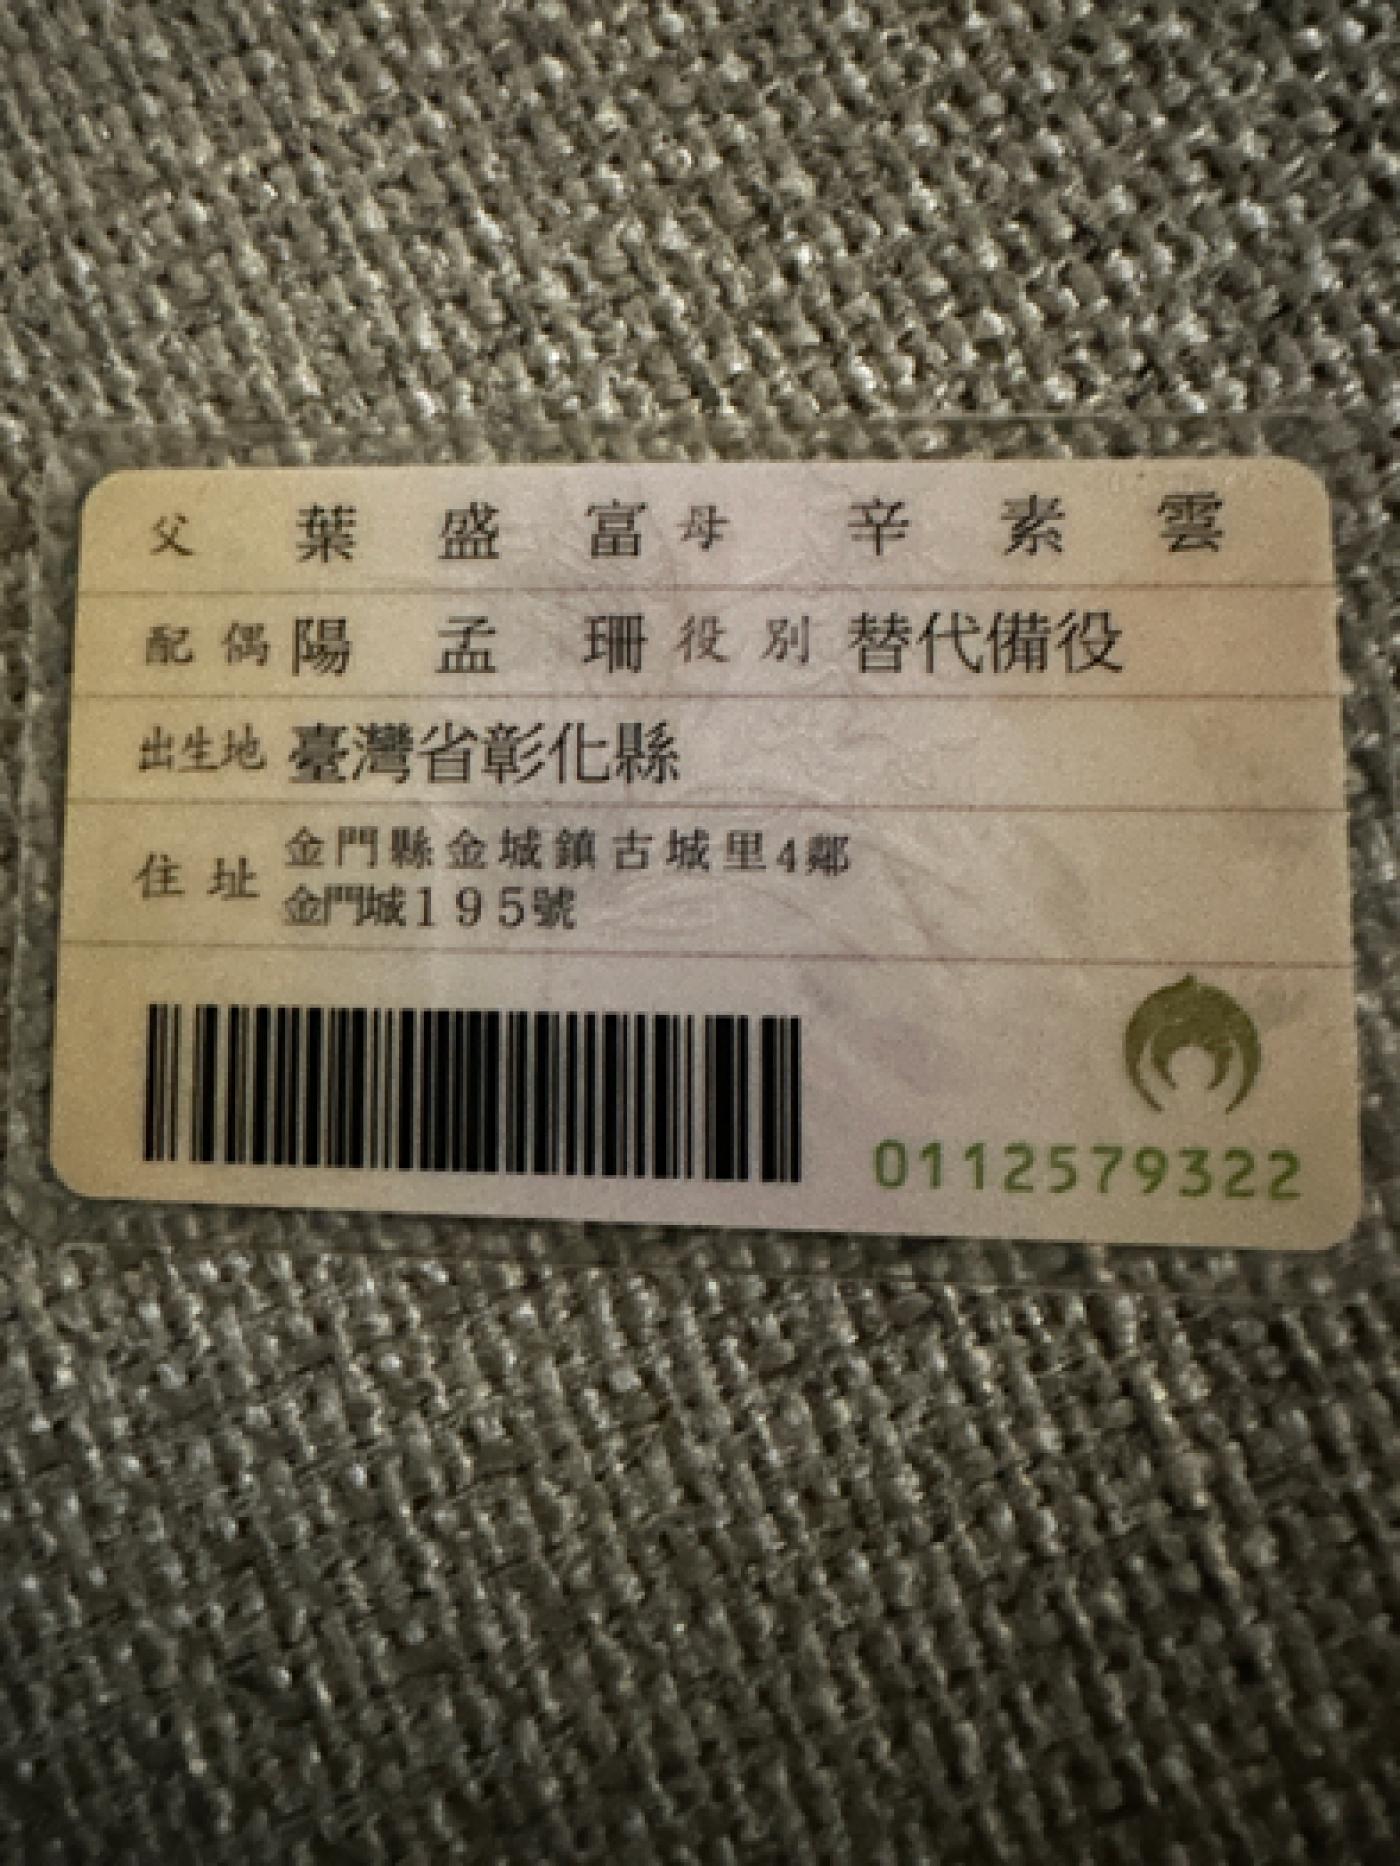 父 葉盛富 母 辛素雲
配偶 陽孟珊 役別 替代備役
出生地 臺灣省彰化縣
住址 金門縣金城鎮古城里4鄰
金門城195號
0112579322